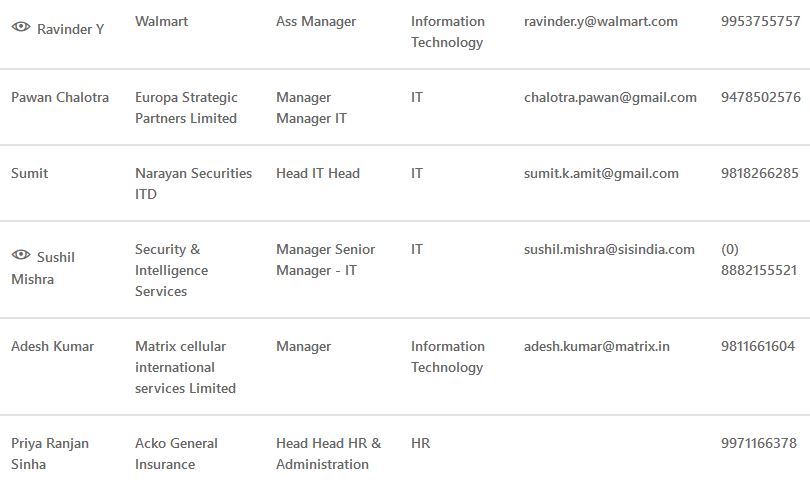 Ravinder Y Walmart Ass Manager Information Technology ravinder.y@walmart.com 9953755757
Pawan Chalotra Europa Strategic Partners Limited Manager Manager IT IT chalotra.pawan@gmail.com 9478502576
Sumit Narayan Securities ITD Head IT Head IT sumit.k.amit@gmail.com 9818266285
Sushil Mishra Security & Intelligence Services Manager Senior Manager - IT IT sushil.mishra@sisindia.com (0) 8882155521
Adesh Kumar Matrix cellular international services Limited Manager Information Technology adesh.kumar@matrix.in 9811661604
Priya Ranjan Sinha Acko General Insurance Head Head HR & Administration HR 9971166378